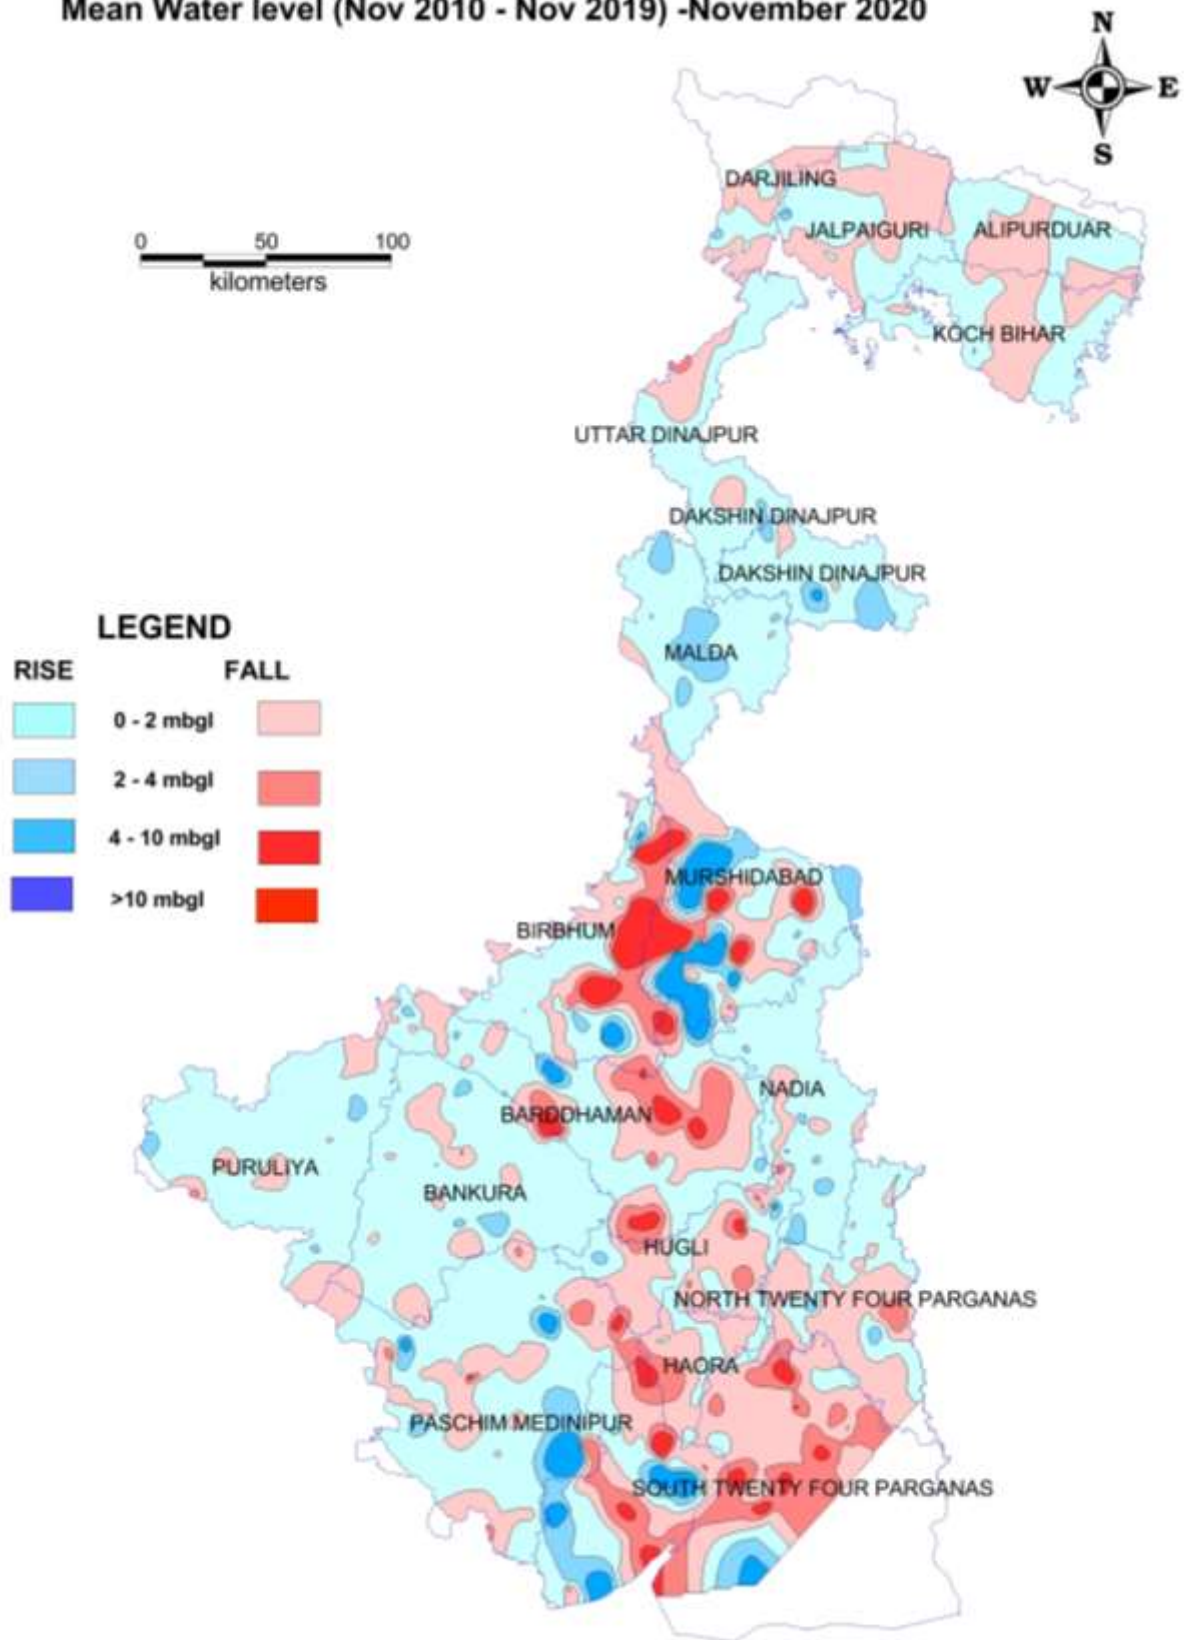 Mean Water level (Nov 2010 - Nov 2019) -November 2020
N
W E
S
DARJILING
JALPAIGURI ALIPURDUAR
0 50 100
kilometers
KOCH BIHAR
UTTAR DINAJPUR
DAKSHIN DINAJPUR
DAKSHIN DINAJPUR
LEGEND
RISE FALL
0 - 2 mbgl
2 - 4 mbgl
4 - 10 mbgl
>10 mbgl
MALDA
MURSHIDABAD
BIRBHUM
NADIA
BARDDHAMAN
PURULIYA
BANKURA
HUGLI
NORTH TWENTY FOUR PARGANAS
HAORA
PASCHIM MEDINIPUR
SOUTH TWENTY FOUR PARGANAS